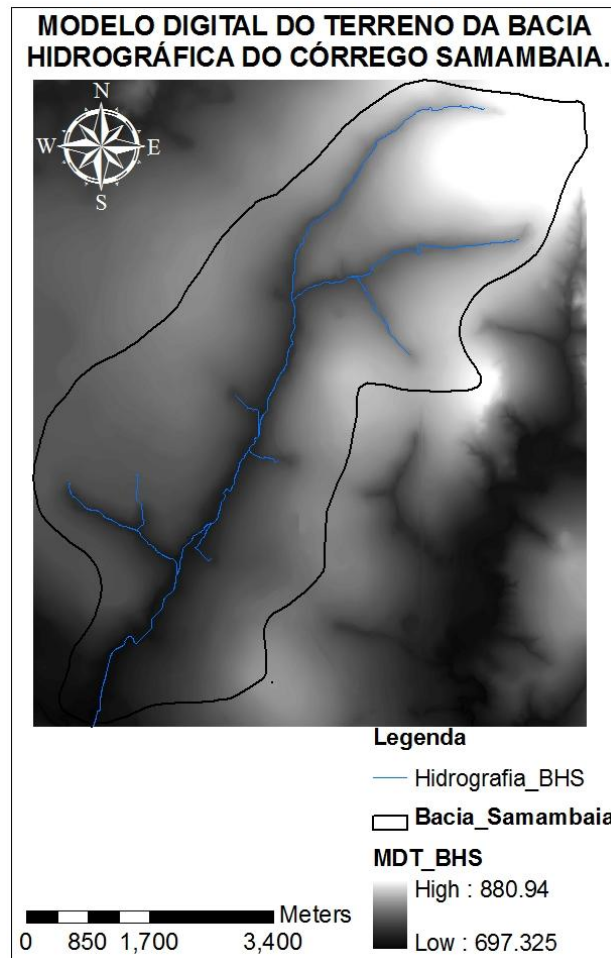 MODELO DIGITAL DO TERRENO DA BACIA
HIDROGRÁFICA DO CÓRREGO SAMAMBAIA.
N
W E
S
Legenda
Hidrografia_BHS
Bacia_Samambaia
MDT_BHS
High : 880.94
Low : 697.325
Meters
0 850 1,700 3,400